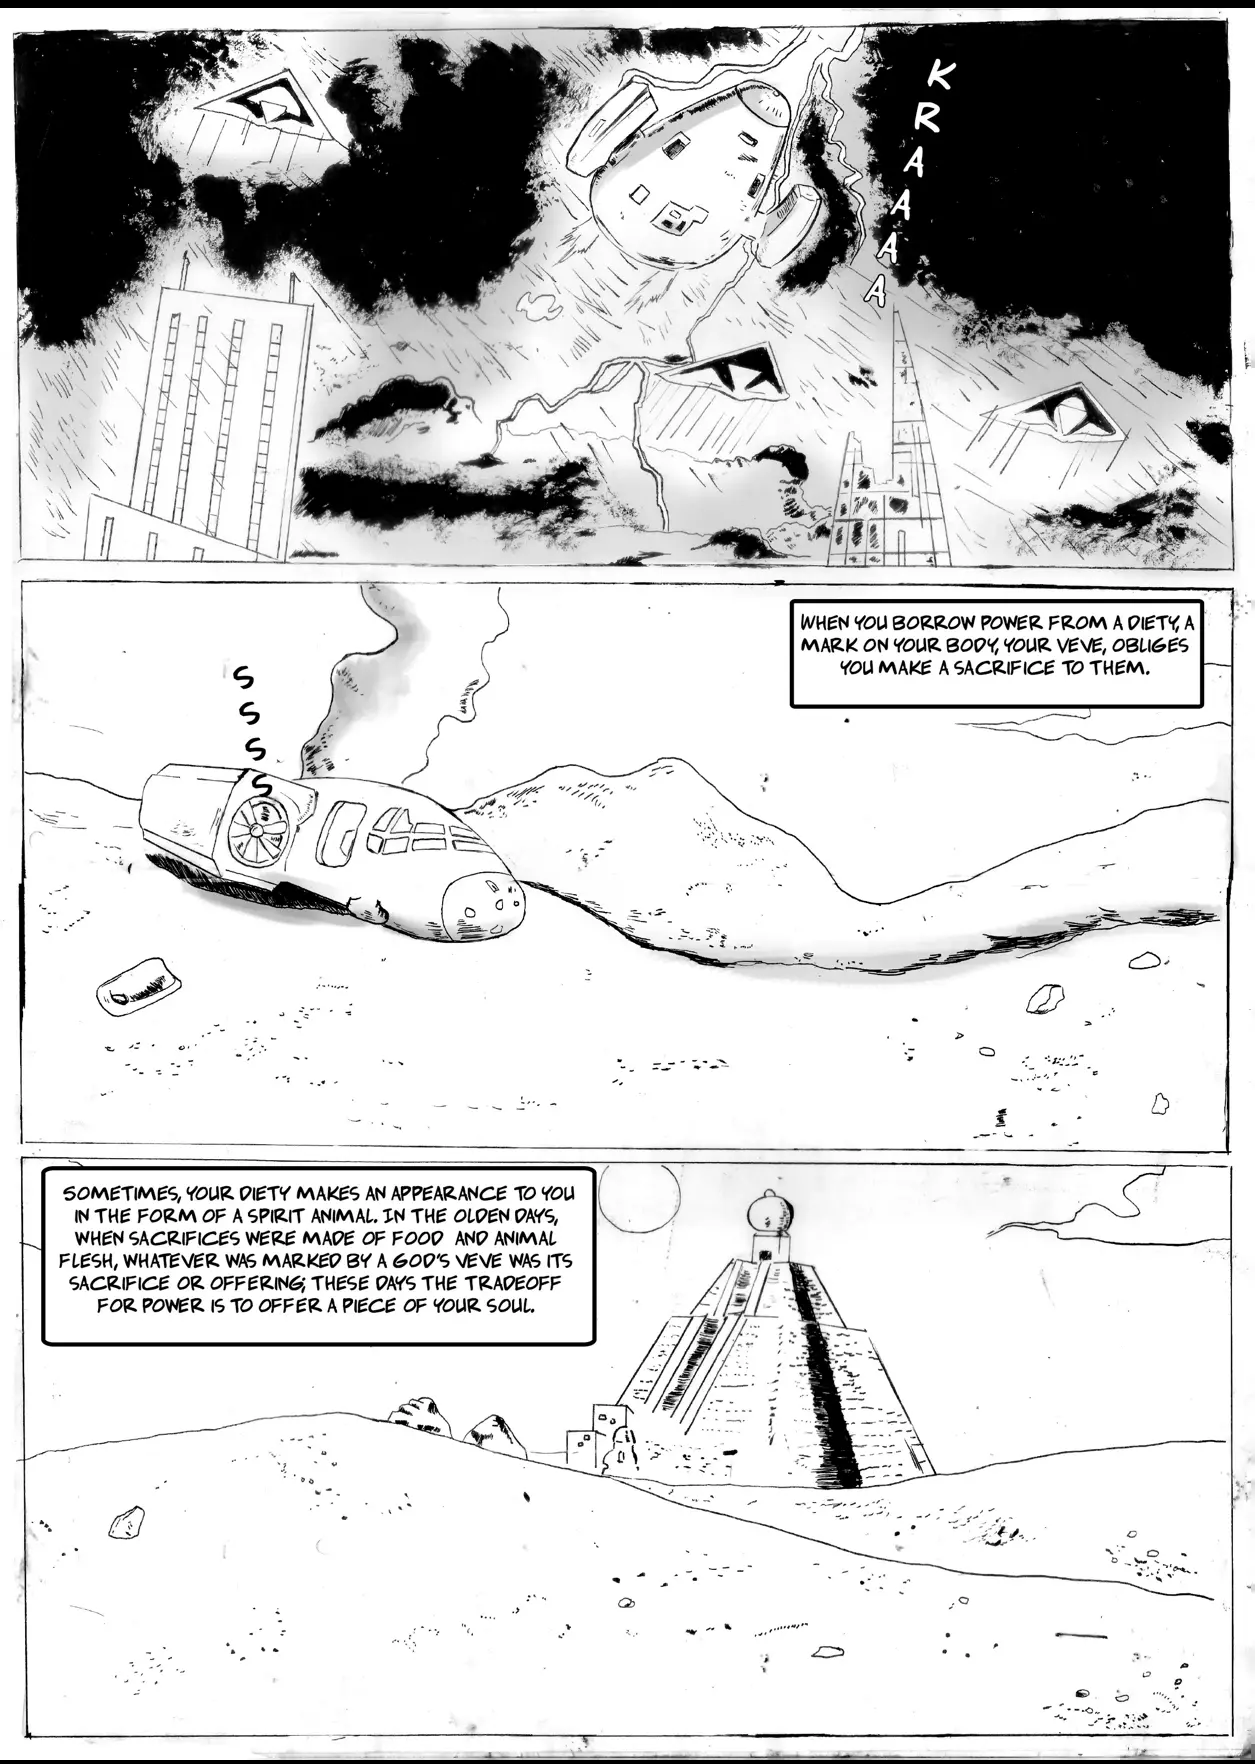 KRAAAAA
WHEN YOU BORROW POWER FROM A DIETY, A
MARK ON YOUR BODY, YOUR VEVE, OBLIGES
YOU MAKE A SACRIFICE TO THEM.
SSSS
SOMETIMES, YOUR DIETY MAKES AN APPEARANCE TO YOU
IN THE FORM OF A SPIRIT ANIMAL. IN THE OLDEN DAYS,
WHEN SACRIFICES WERE MADE OF FOOD AND ANIMAL
FLESH, WHATEVER WAS MARKED BY A GOD'S VEVE WAS ITS
SACRIFICE OR OFFERING; THESE DAYS THE TRADEOFF
FOR POWER IS TO OFFER A PIECE OF YOUR SOUL.